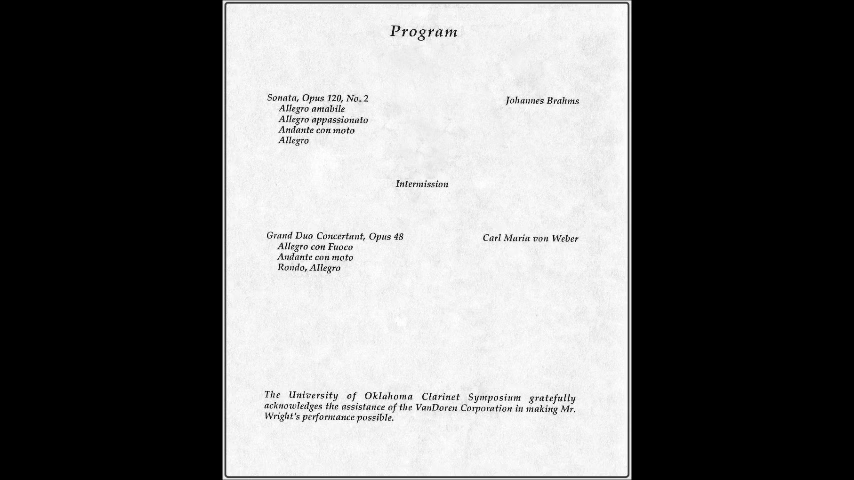 Program
Sonata, Opus 120, No. 2 Johannes Brahms
Allegro amabile
Allegro appassionato
Andante con moto
Allegro
Intermission
Grand Duo Concertant, Opus 48 Carl Maria von Weber
Allegro con Fuoco
Andante con moto
Rondo, Allegro
The University of Oklahoma Clarinet Symposium gratefully
acknowledges the assistance of the VanDoren Corporation in making Mr.
Wright's performance possible.